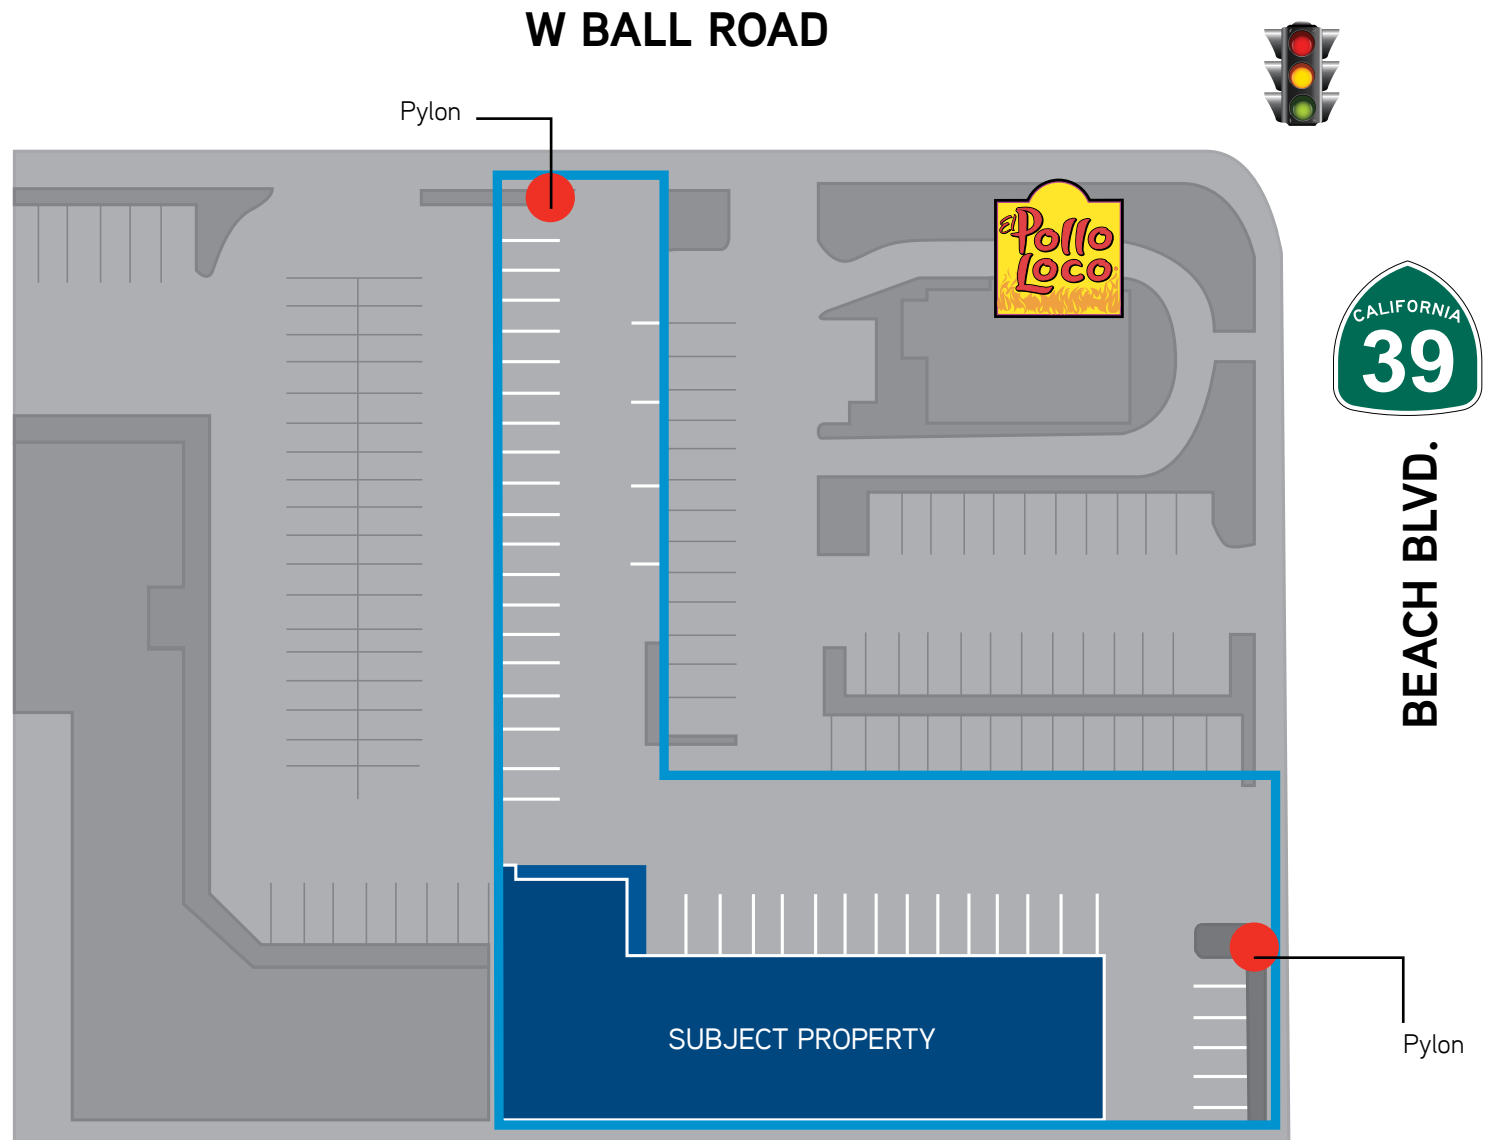 W BALL ROAD
Pylon
El Pollo Loco
CALIFORNIA
39
BEACH BLVD.
SUBJECT PROPERTY
Pylon